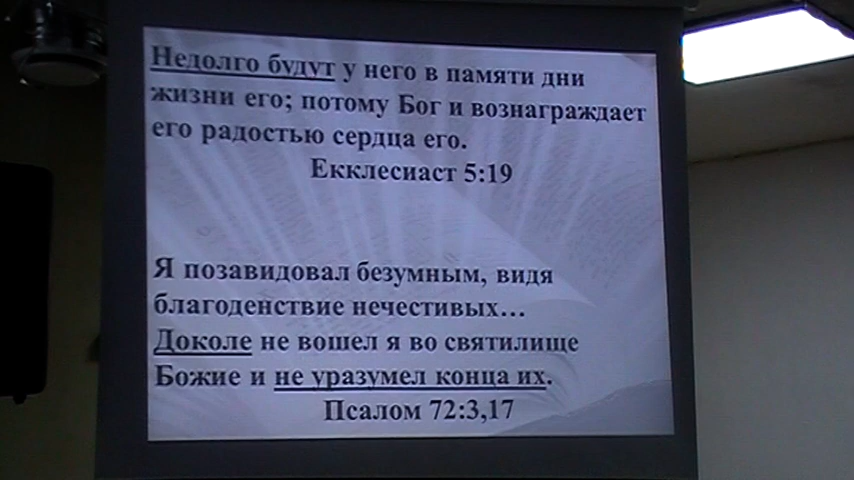 Недолго будут у него в памяти дни
жизни его; потому Бог и вознаграждает
его радостью сердца его.
Екклесиаст 5:19
Я позавидовал безумным, видя
благоденствие нечестивых...
Доколе не вошел я во святилище
Божие и не уразумел конца их.
Псалом 72:3,17